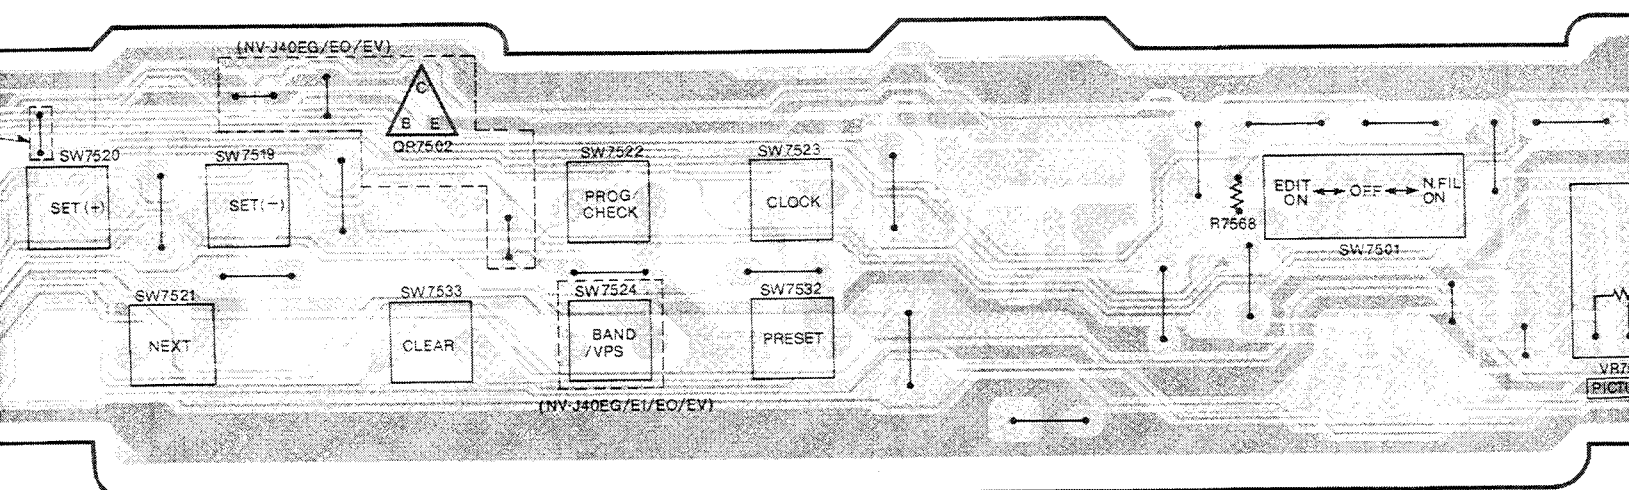 (NV-J40EG/EO/EV)
C
B E
QR7502
SW7520
SET(+)
SW7519
SET(−)
SW7522
PROG
CHECK
SW7523
CLOCK
R7568
EDIT
ON
OFF
N.FIL
ON
SW7501
SW7521
NEXT
SW7533
CLEAR
SW7524
BAND
/VPS
SW7532
PRESET
(NV-J40EG/EI/EO/EV)